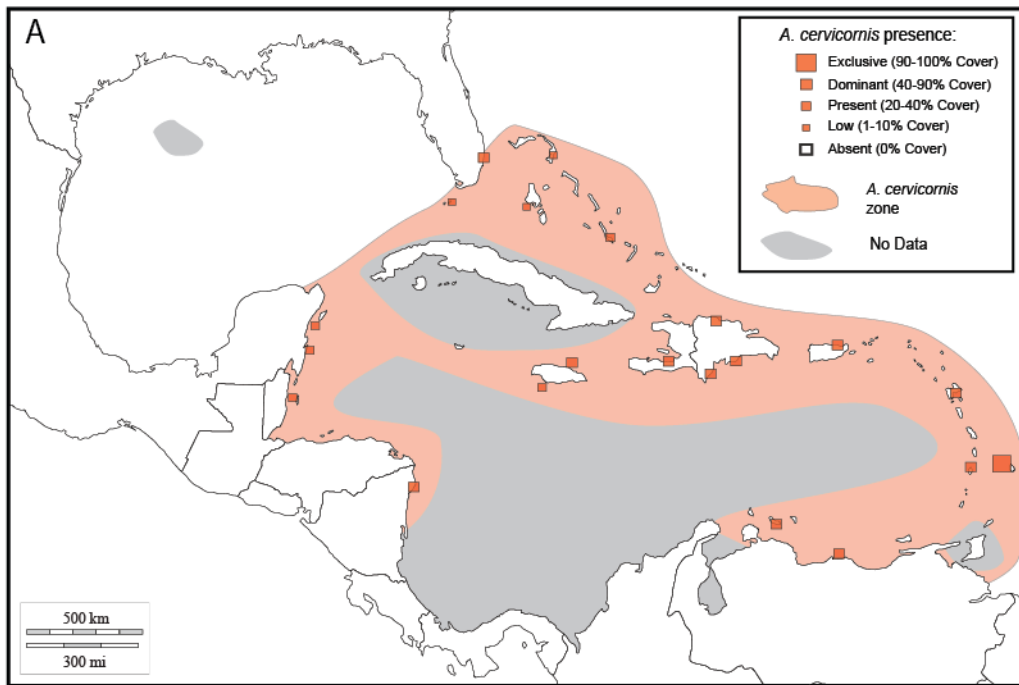 A
A. cervicornis presence:
Exclusive (90-100% Cover)
Dominant (40-90% Cover)
Present (20-40% Cover)
Low (1-10% Cover)
Absent (0% Cover)
A. cervicornis
zone
No Data
500 km
300 mi